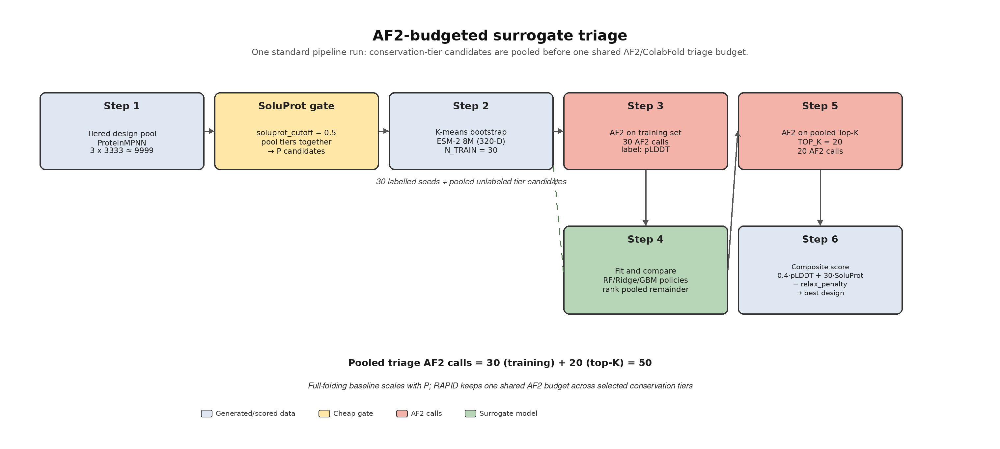 AF2-budgeted surrogate triage
One standard pipeline run: conservation-tier candidates are pooled before one shared AF2/ColabFold triage budget.
Step 1
Tiered design pool
ProteinMPNN
3 x 3333 ≈ 9999
SoluProt gate
soluprot_cutoff = 0.5
pool tiers together
→ P candidates
Step 2
K-means bootstrap
ESM-2 8M (320-D)
N_TRAIN = 30
Step 3
AF2 on training set
30 AF2 calls
label: pLDDT
Step 5
AF2 on pooled Top-K
TOP_K = 20
20 AF2 calls
30 labelled seeds + pooled unlabeled tier candidates
Step 4
Fit and compare
RF/Ridge/GBM policies
rank pooled remainder
Step 6
Composite score
0.4·pLDDT + 30·SoluProt
− relax_penalty
→ best design
Pooled triage AF2 calls = 30 (training) + 20 (top-K) = 50
Full-folding baseline scales with P; RAPID keeps one shared AF2 budget across selected conservation tiers
Generated/scored data
Cheap gate
AF2 calls
Surrogate model